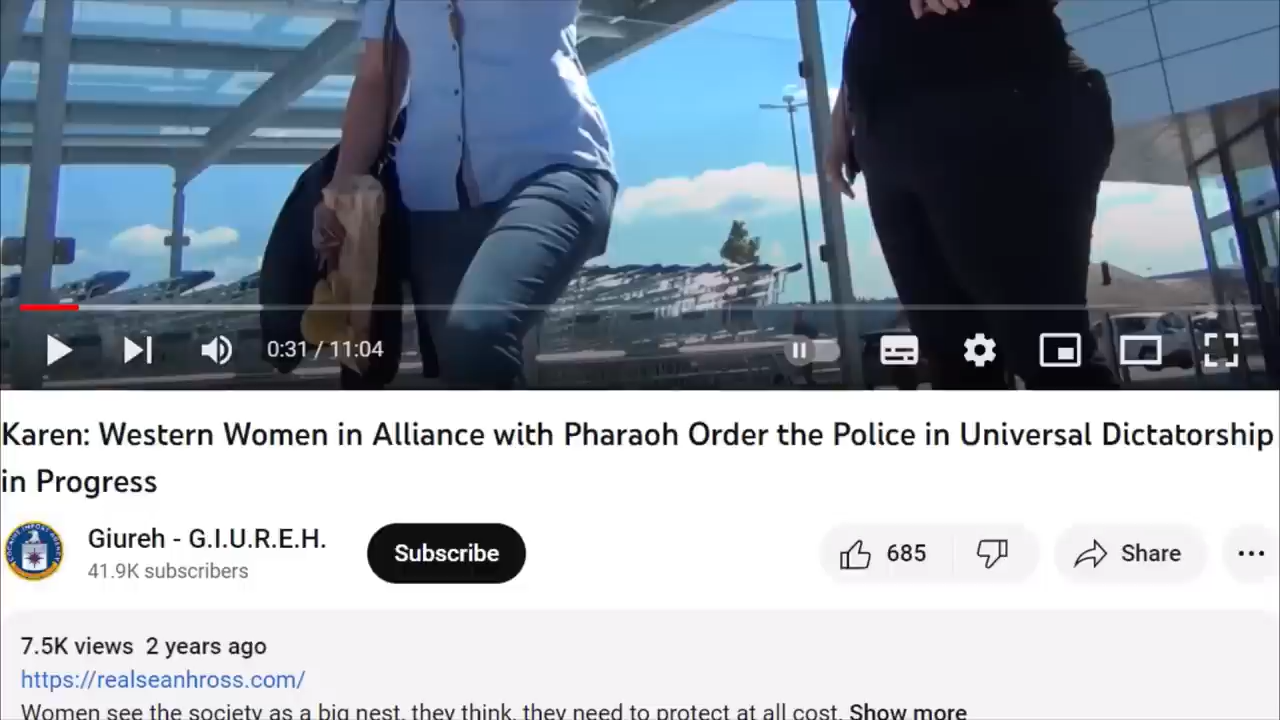 0:31 / 11:04
Karen: Western Women in Alliance with Pharaoh Order the Police in Universal Dictatorship
in Progress
Giureh - G.I.U.R.E.H.
41.9K subscribers
Subscribe
685
Share
7.5K views 2 years ago
https://realseanhross.com/
Women see the society as a big nest, they think, they need to protect at all cost. Show more